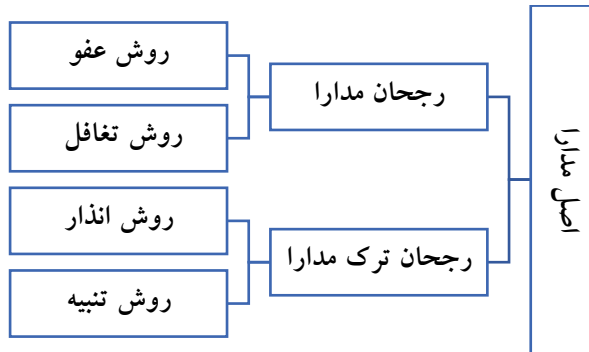 اصل مدارا
رجحان مدارا
روش عفو
روش تغافل
رجحان ترک مدارا
روش انذار
روش تنبیه